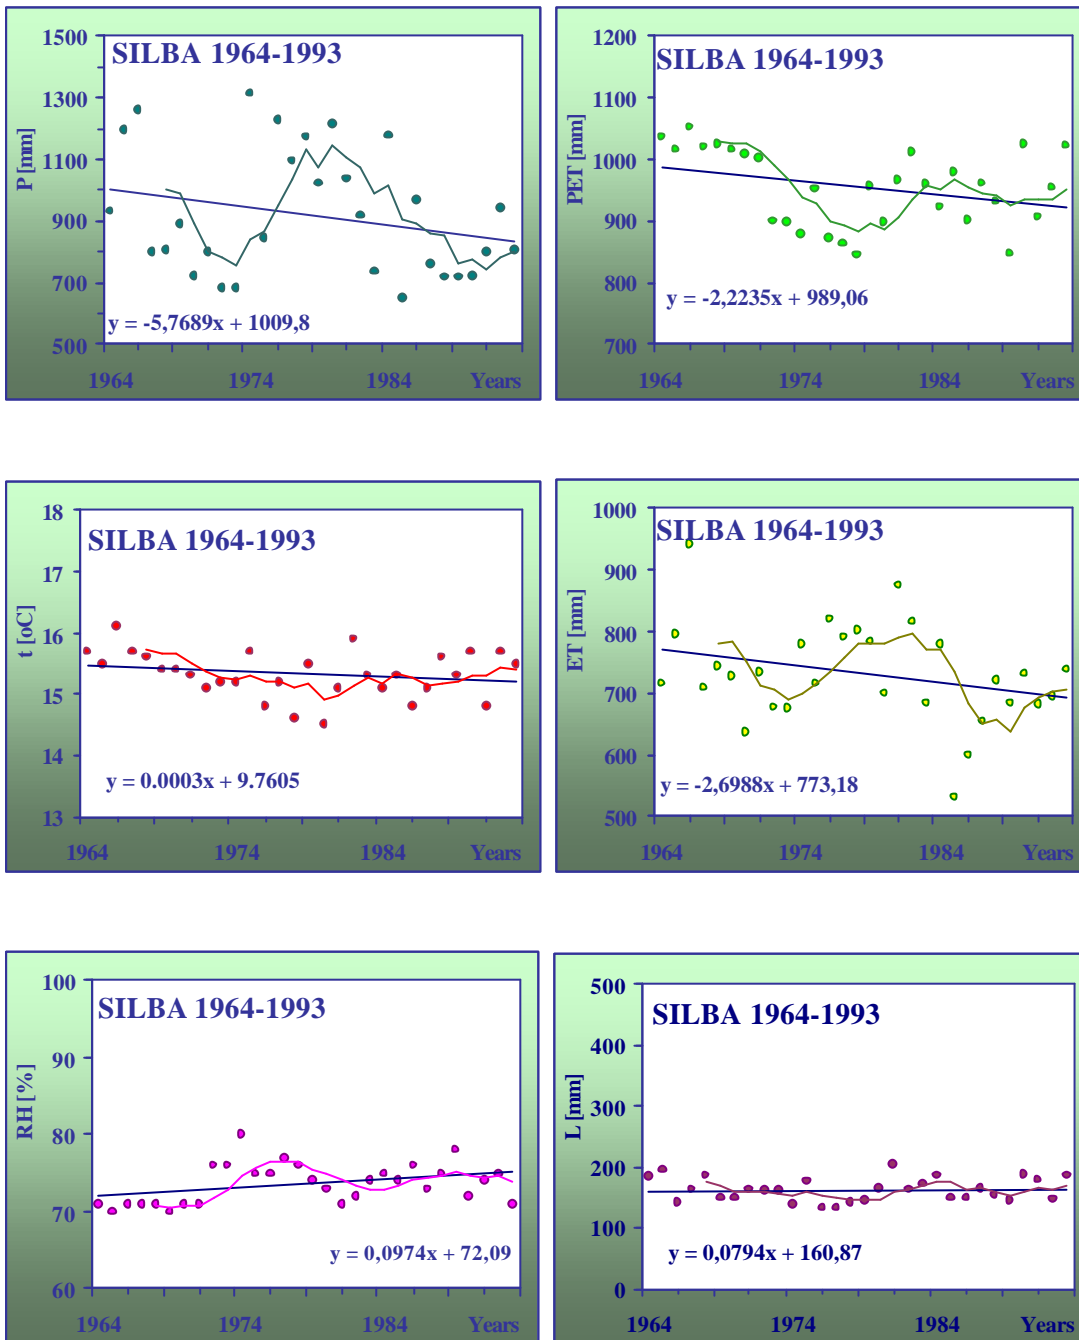 SILBA 1964-1993
P [mm]
1500
1300
1100
900
700
500
y = -5,7689x + 1009,8
1964 1974 1984 Years
SILBA 1964-1993
PET [mm]
1200
1100
1000
900
800
700
y = -2,2235x + 989,06
1964 1974 1984 Years
SILBA 1964-1993
t [oC]
18
17
16
15
14
13
y = 0.0003x + 9.7605
1964 1974 1984 Years
SILBA 1964-1993
ET [mm]
1000
900
800
700
600
500
y = -2,6988x + 773,18
1964 1974 1984 Years
SILBA 1964-1993
RH [%]
100
90
80
70
60
y = 0,0974x + 72,09
1964 1974 1984 Years
SILBA 1964-1993
L [mm]
500
400
300
200
100
0
y = 0,0794x + 160,87
1964 1974 1984 Years